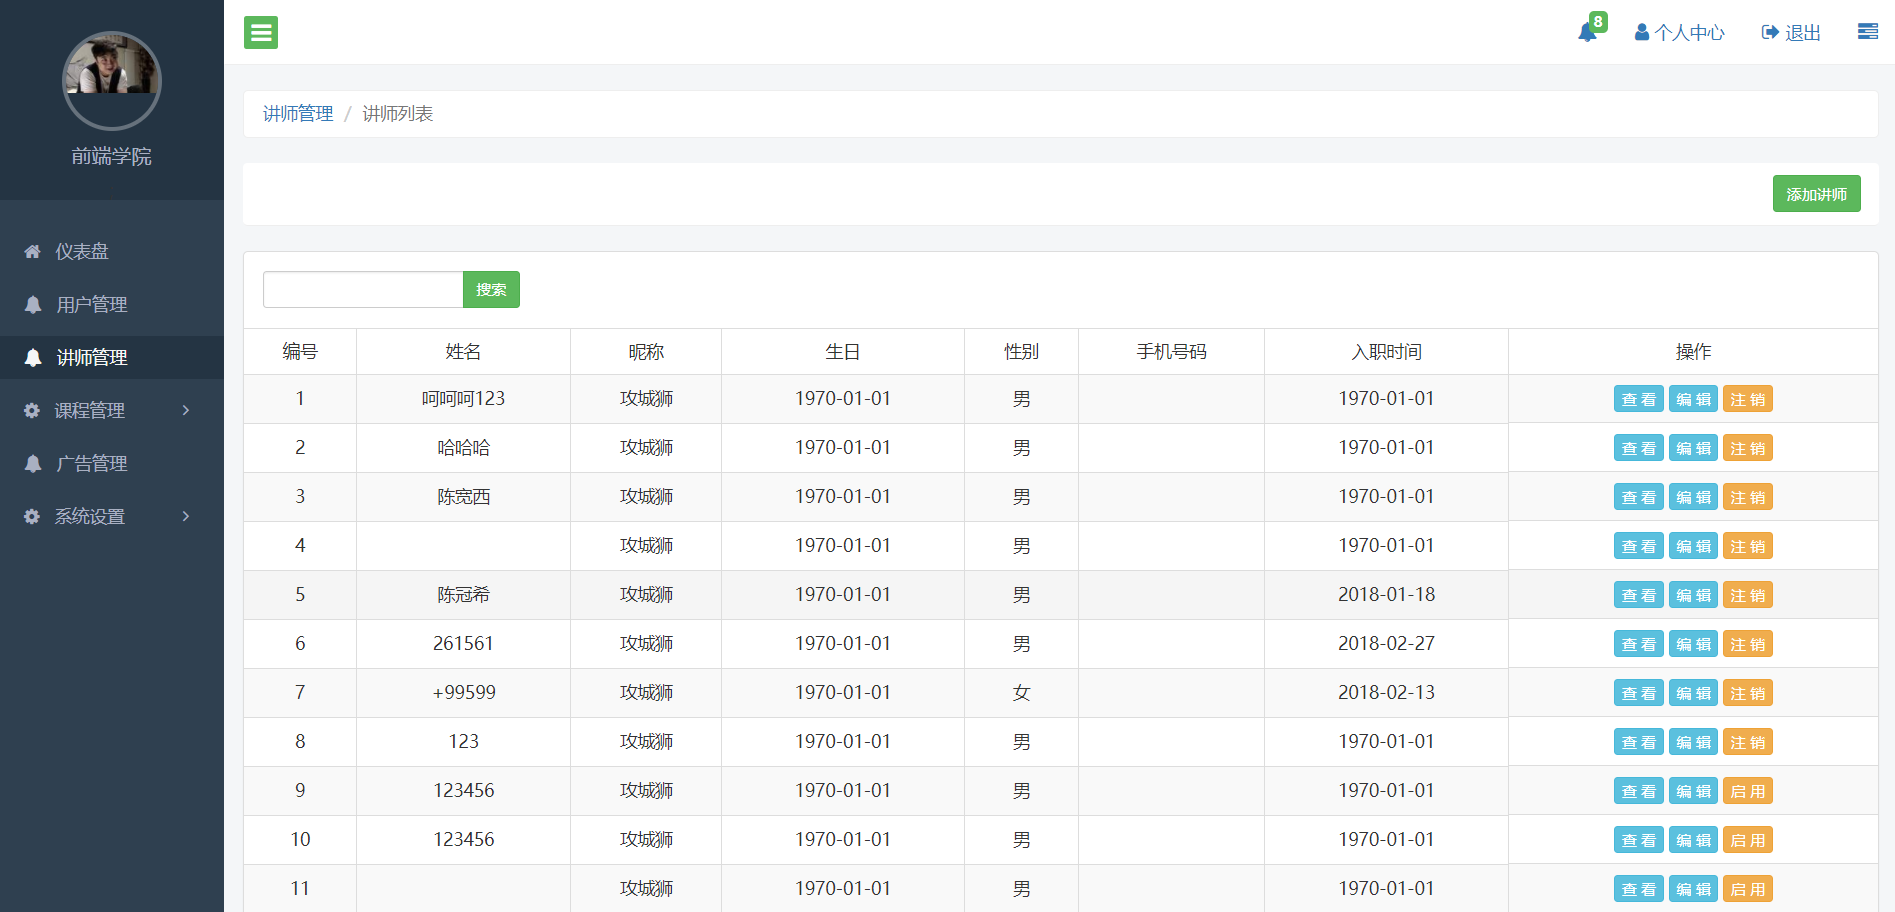 前端学院
仪表盘
用户管理
讲师管理
课程管理
广告管理
系统设置
8 个人中心 退出
讲师管理 / 讲师列表
添加讲师
搜索
编号 姓名 昵称 生日 性别 手机号码 入职时间 操作
1 呵呵呵123 攻城狮 1970-01-01 男 1970-01-01 查看 编辑 注销
2 哈哈哈 攻城狮 1970-01-01 男 1970-01-01 查看 编辑 注销
3 陈宽西 攻城狮 1970-01-01 男 1970-01-01 查看 编辑 注销
4 攻城狮 1970-01-01 男 1970-01-01 查看 编辑 注销
5 陈冠希 攻城狮 1970-01-01 男 2018-01-18 查看 编辑 注销
6 261561 攻城狮 1970-01-01 男 2018-02-27 查看 编辑 注销
7 +99599 攻城狮 1970-01-01 女 2018-02-13 查看 编辑 注销
8 123 攻城狮 1970-01-01 男 1970-01-01 查看 编辑 注销
9 123456 攻城狮 1970-01-01 男 1970-01-01 查看 编辑 启用
10 123456 攻城狮 1970-01-01 男 1970-01-01 查看 编辑 启用
11 攻城狮 1970-01-01 男 1970-01-01 查看 编辑 启用